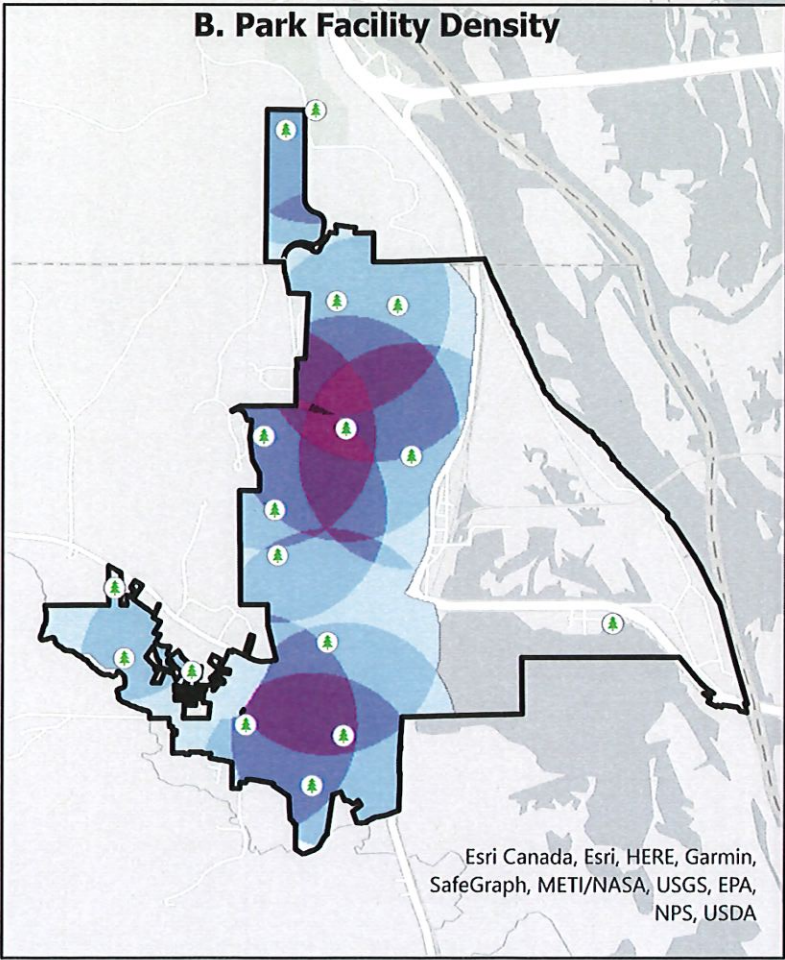 B. Park Facility Density
Esri Canada, Esri, HERE, Garmin,
SafeGraph, METI/NASA, USGS, EPA,
NPS, USDA